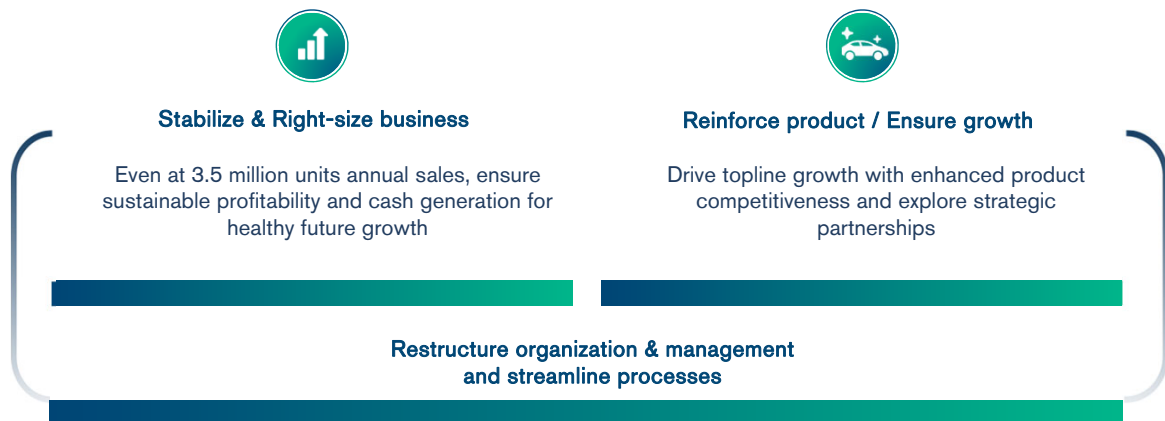 Stabilize & Right-size business
Even at 3.5 million units annual sales, ensure
sustainable profitability and cash generation for
healthy future growth
Reinforce product / Ensure growth
Drive topline growth with enhanced product
competitiveness and explore strategic
partnerships
Restructure organization & management
and streamline processes